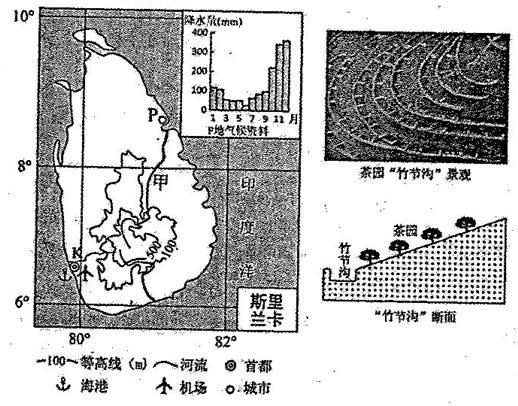 降水量(mm)
400
300
200
100
0
1 3 5 7 9 11 月
P地气候资料
10°
8°
6°
80°
82°
P
甲
印
度
洋
500
100
K
斯里
兰卡
茶园“竹节沟”景观
茶园
竹
节
沟
“竹节沟”断面
—100—等高线（m）
河流
首都
海港
机场
城市